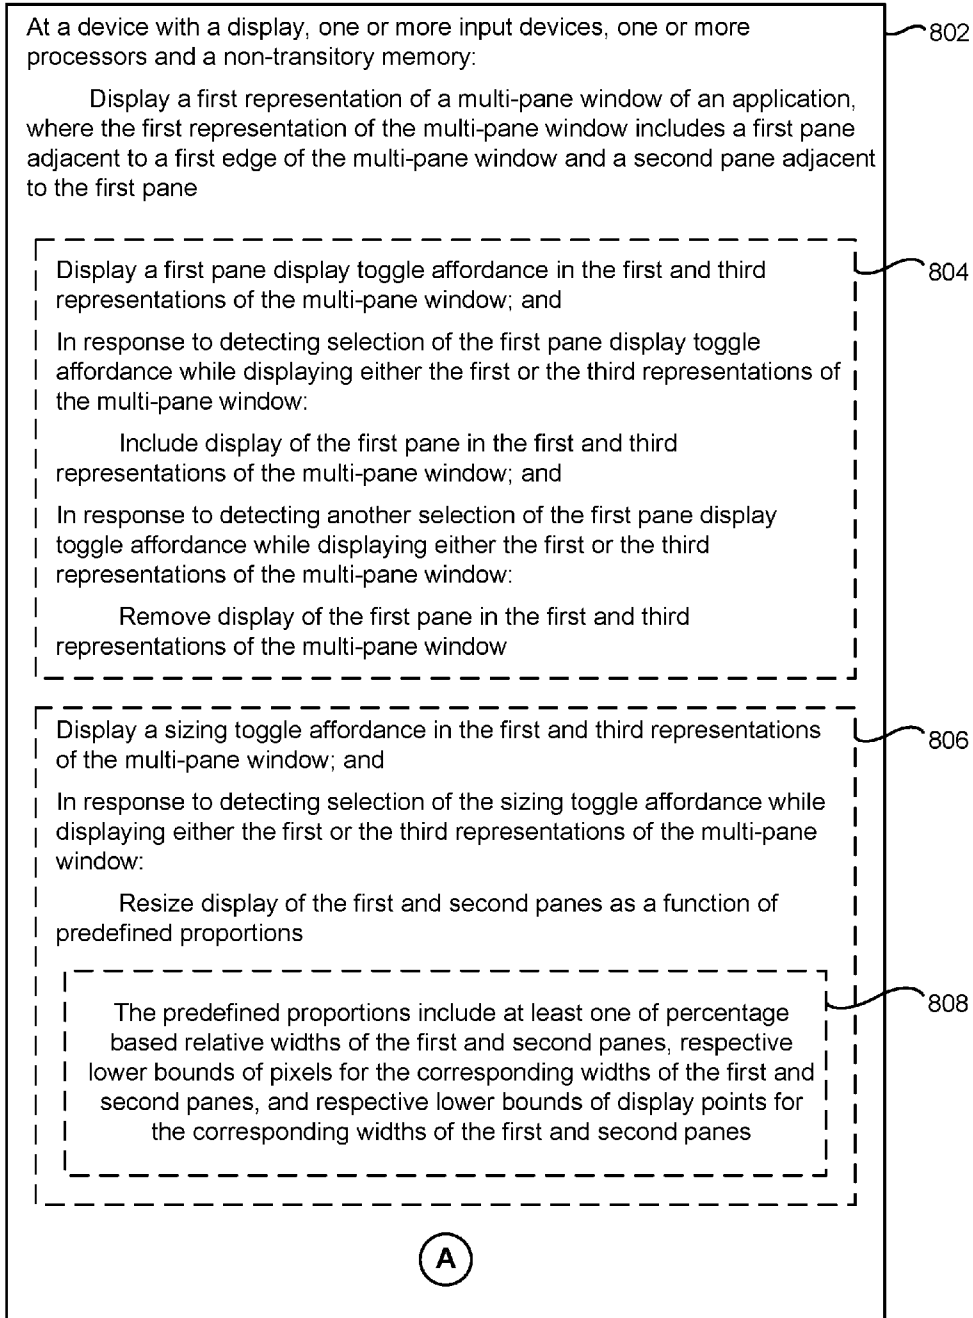 At a device with a display, one or more input devices, one or more
processors and a non-transitory memory:
Display a first representation of a multi-pane window of an application,
where the first representation of the multi-pane window includes a first pane
adjacent to a first edge of the multi-pane window and a second pane adjacent
to the first pane
802
Display a first pane display toggle affordance in the first and third
representations of the multi-pane window; and
In response to detecting selection of the first pane display toggle
affordance while displaying either the first or the third representations of
the multi-pane window:
Include display of the first pane in the first and third
representations of the multi-pane window; and
In response to detecting another selection of the first pane display
toggle affordance while displaying either the first or the third
representations of the multi-pane window:
Remove display of the first pane in the first and third
representations of the multi-pane window
804
Display a sizing toggle affordance in the first and third representations
of the multi-pane window; and
In response to detecting selection of the sizing toggle affordance while
displaying either the first or the third representations of the multi-pane
window:
Resize display of the first and second panes as a function of
predefined proportions
806
The predefined proportions include at least one of percentage
based relative widths of the first and second panes, respective
lower bounds of pixels for the corresponding widths of the first and
second panes, and respective lower bounds of display points for
the corresponding widths of the first and second panes
808
A